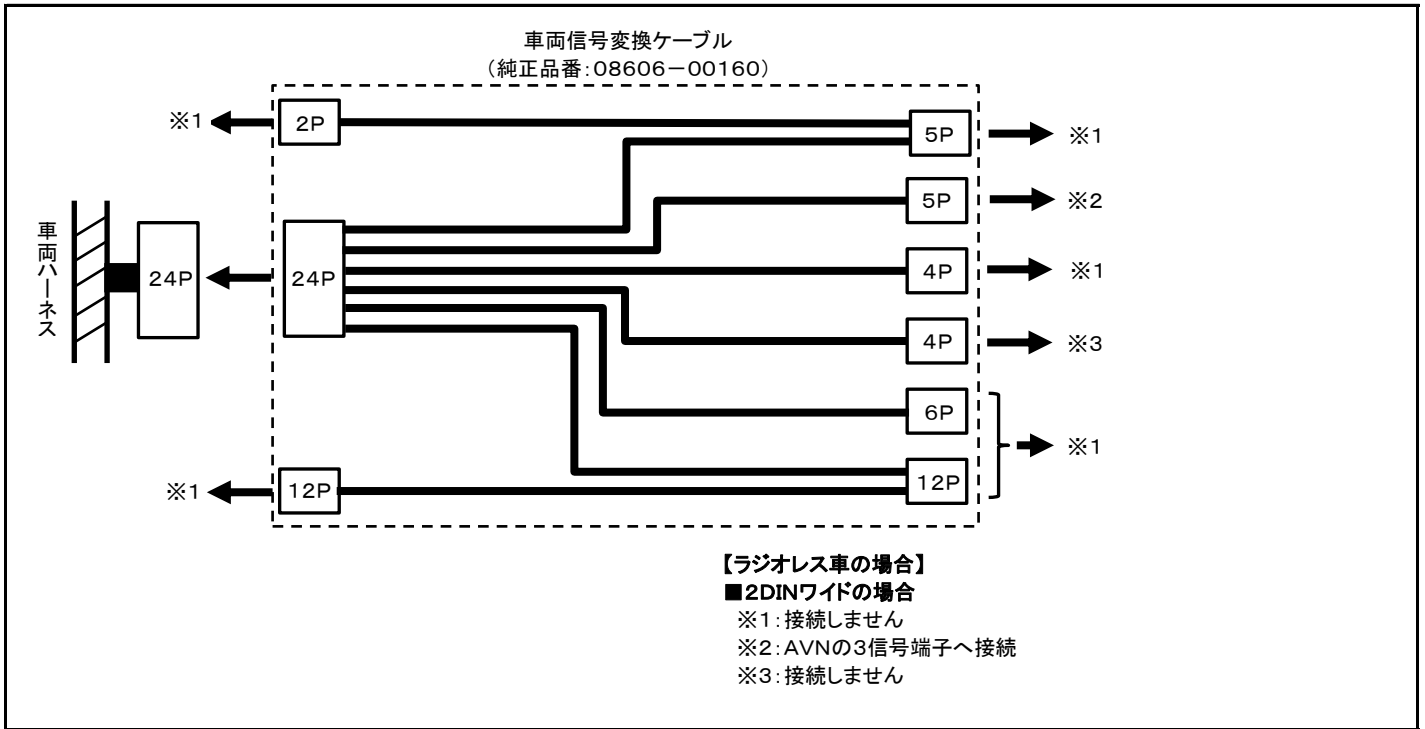 車両信号変換ケーブル
（純正品番：０８６０６－００１６０）
※１
２Ｐ
５Ｐ
※１
５Ｐ
※２
車両ハーネス
２４Ｐ
２４Ｐ
４Ｐ
※１
４Ｐ
※３
６Ｐ
※１
※１
１２Ｐ
１２Ｐ
【ラジオレス車の場合】
■２DINワイドの場合
※１：接続しません
※２：AVNの３信号端子へ接続
※３：接続しません